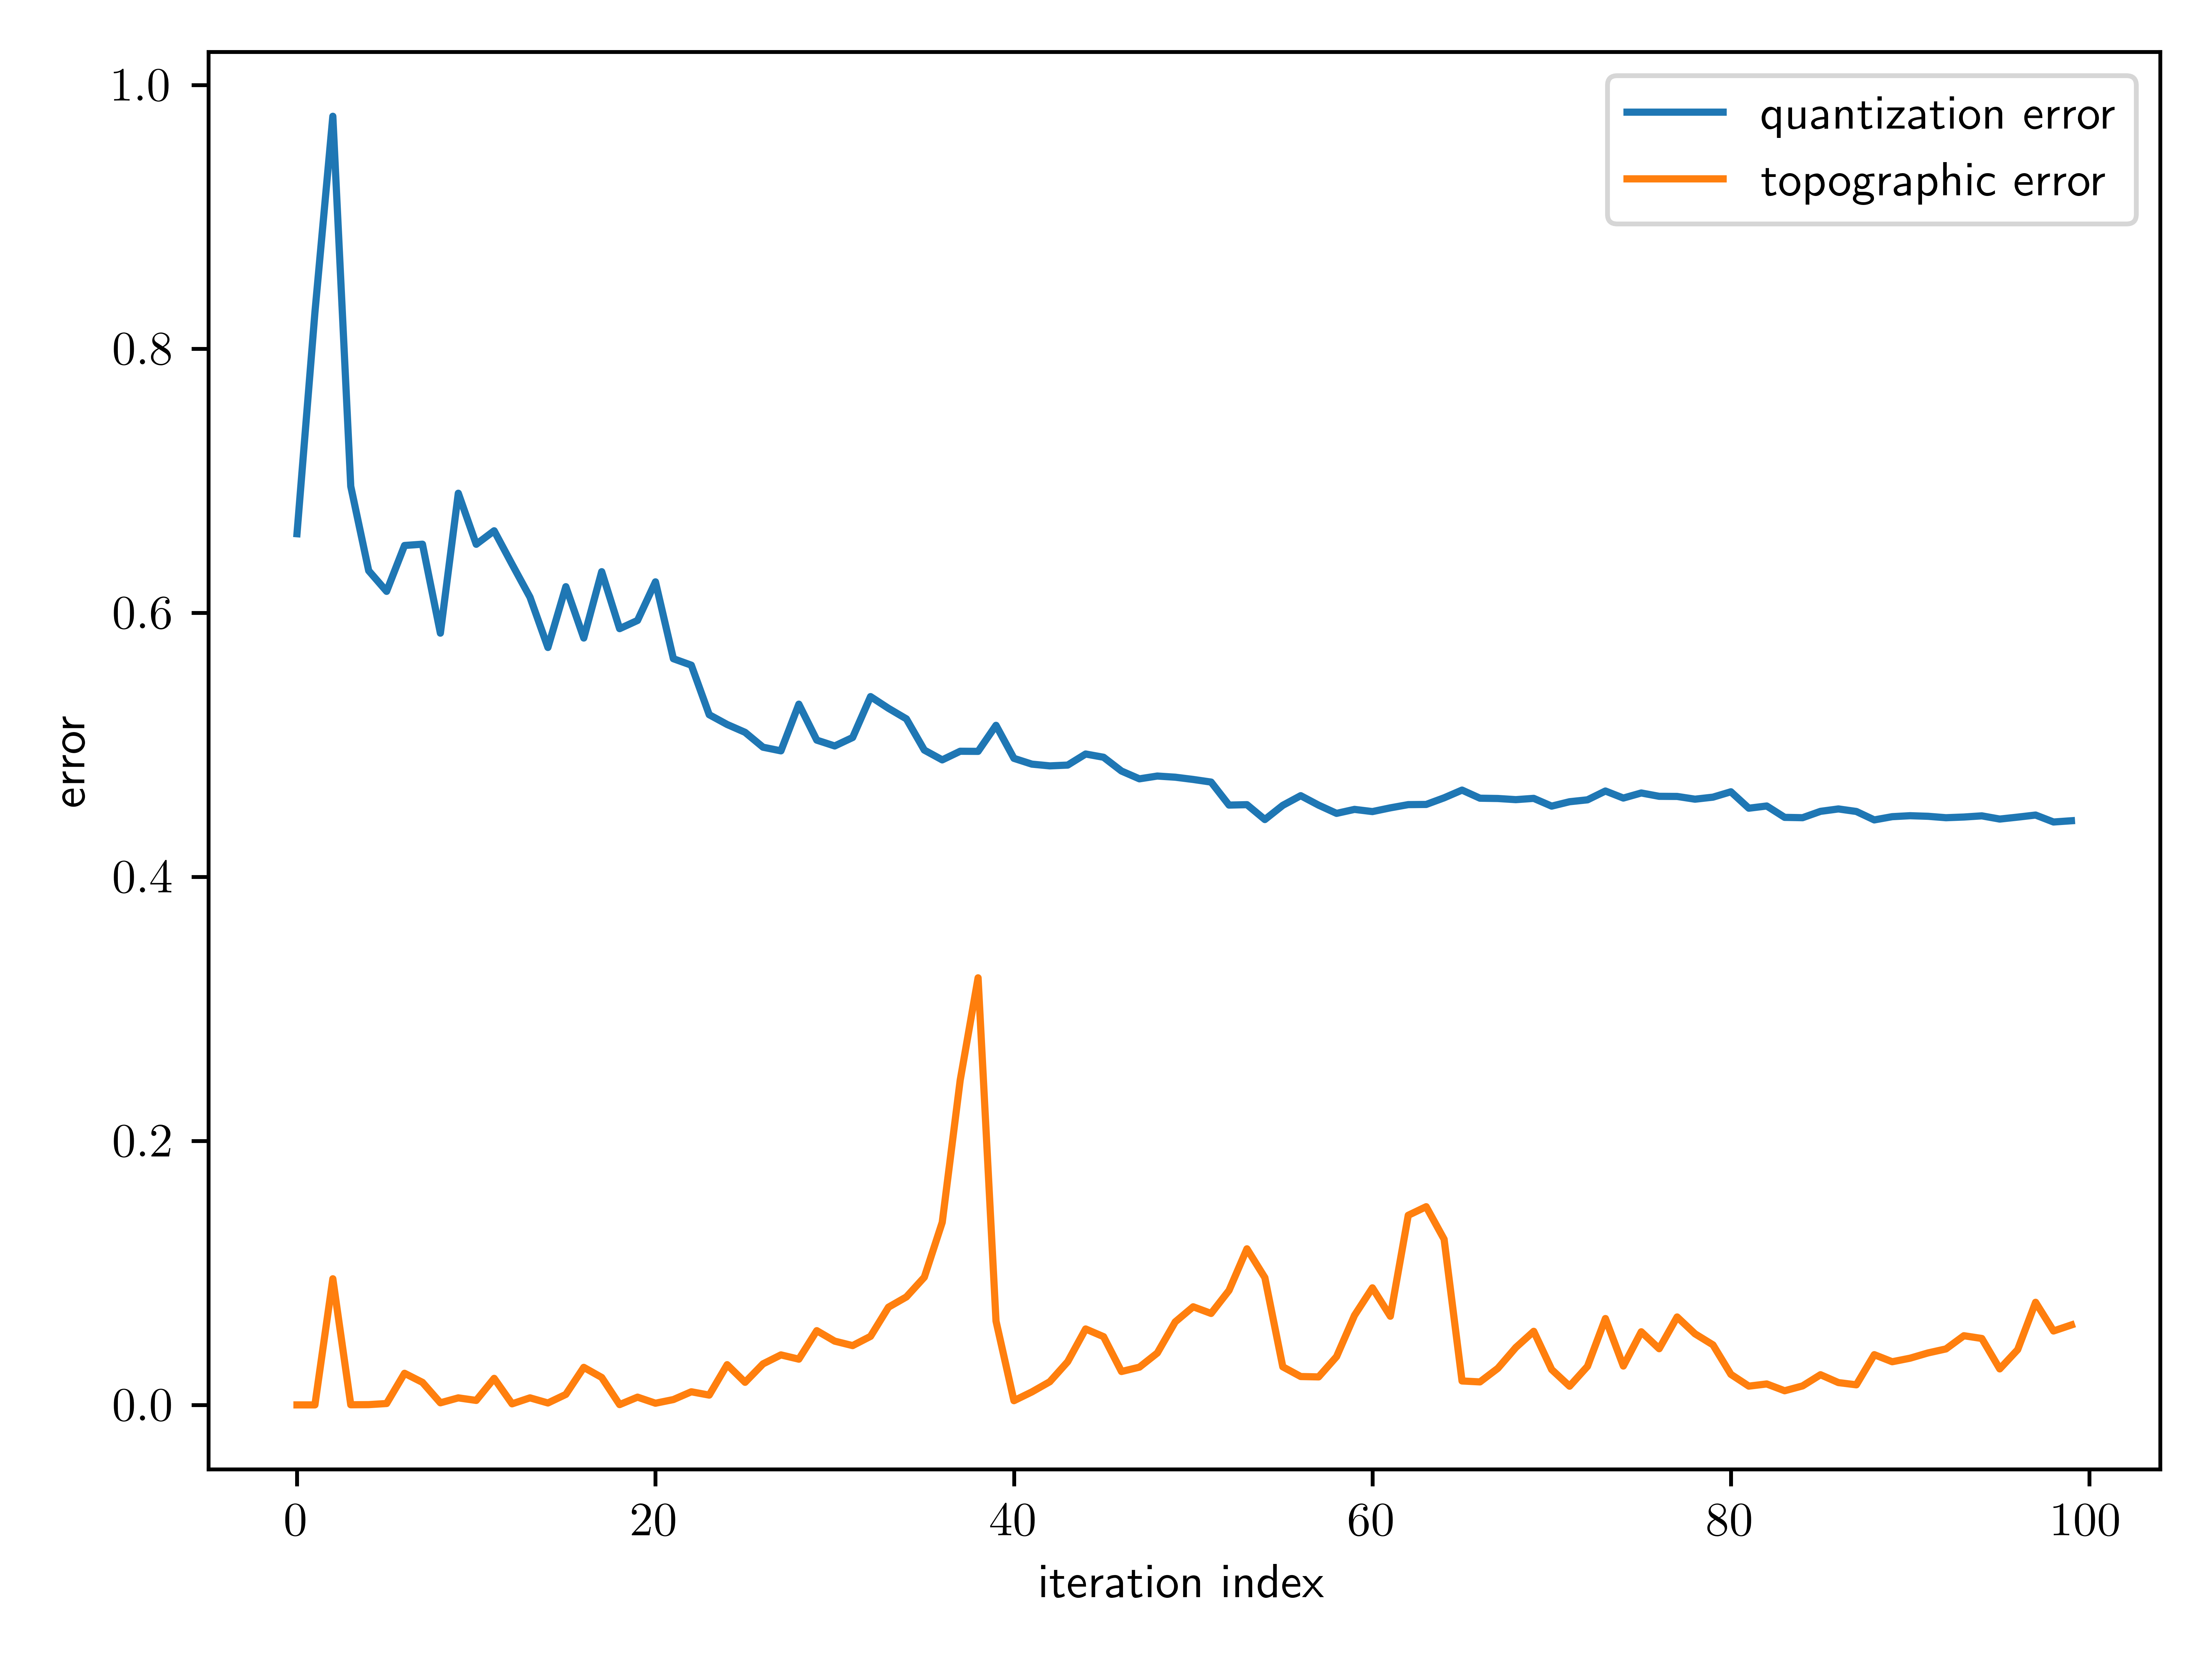 1.0
0.8
0.6
0.4
0.2
0.0
error
quantization error
topographic error
0 20 40 60 80 100
iteration index